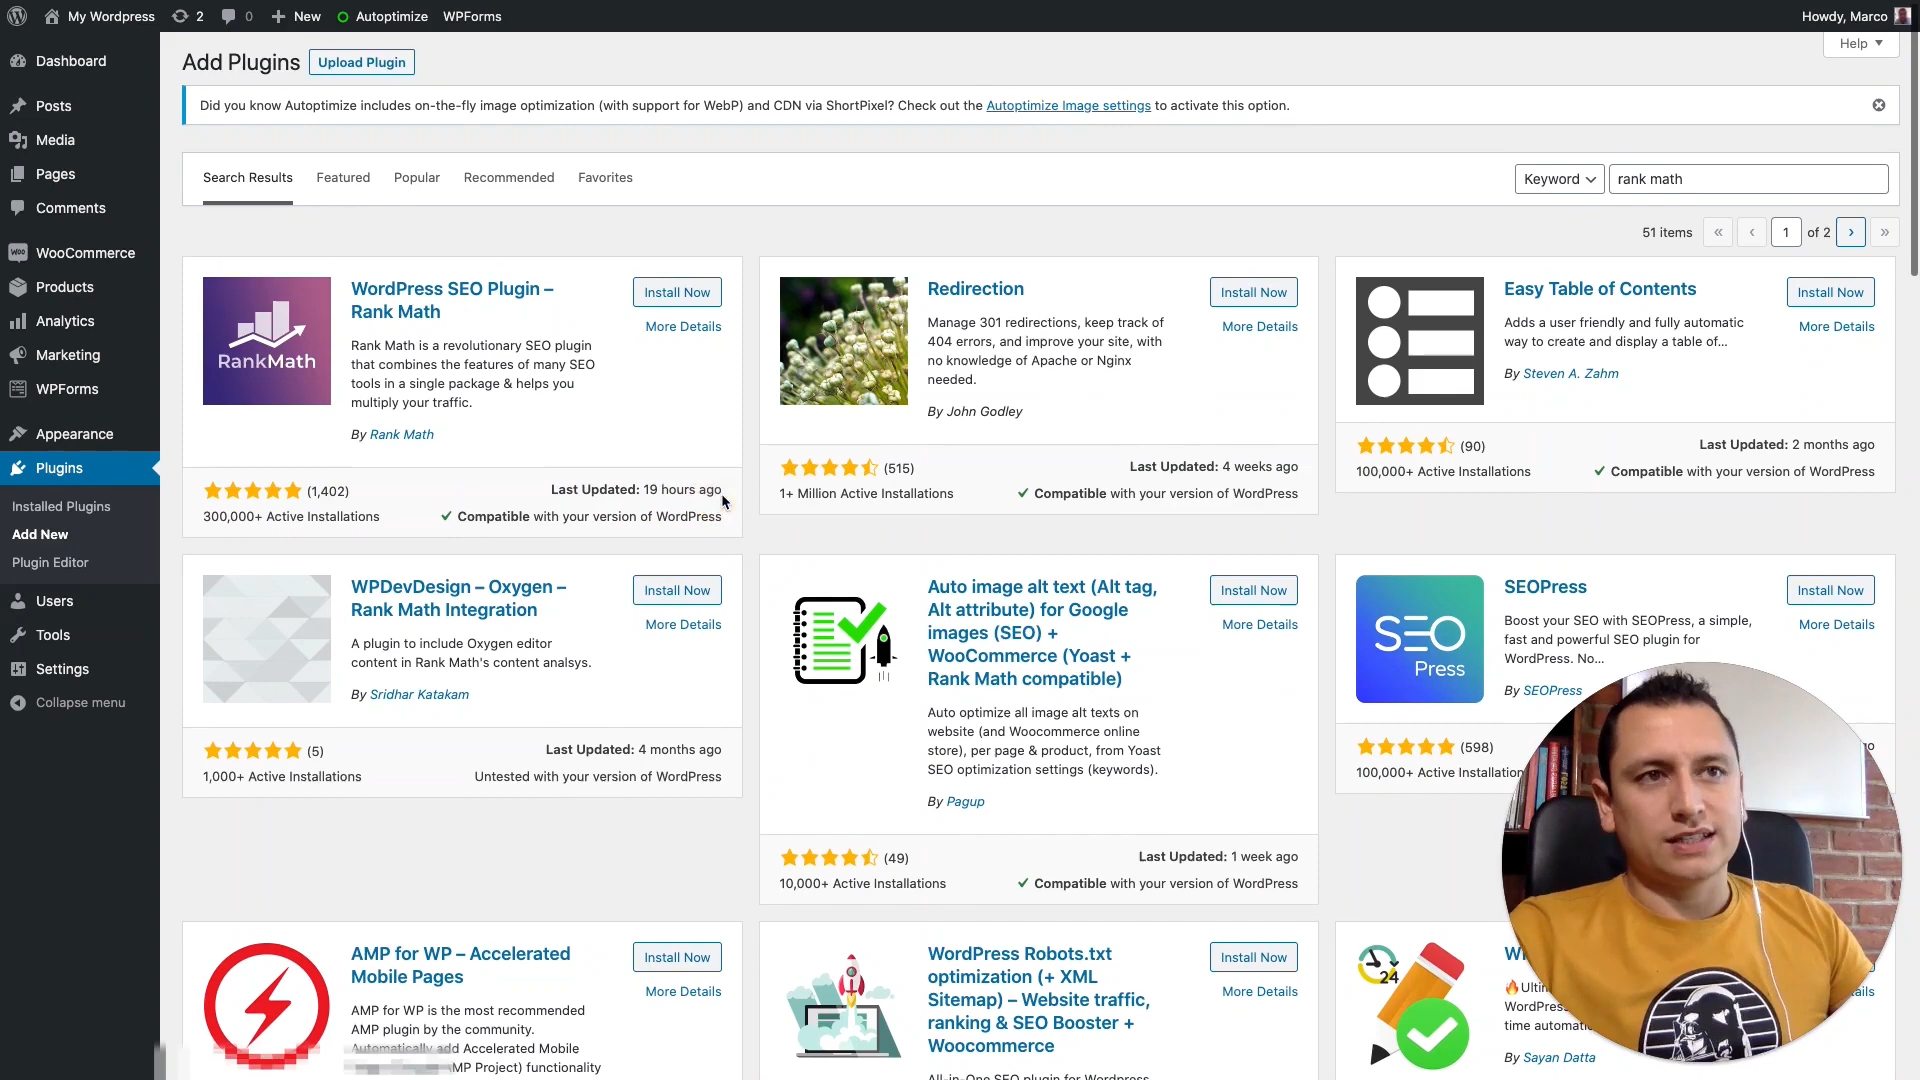 My Wordpress
2
0
New
Autoptimize
WPForms
Howdy, Marco
Help
Dashboard
Posts
Media
Pages
Comments
WooCommerce
Products
Analytics
Marketing
WPForms
Appearance
Plugins
Installed Plugins
Add New
Plugin Editor
Users
Tools
Settings
Collapse menu
Add Plugins
Upload Plugin
Did you know Autoptimize includes on-the-fly image optimization (with support for WebP) and CDN via ShortPixel? Check out the Autoptimize Image settings to activate this option.
Search Results
Featured
Popular
Recommended
Favorites
Keyword
rank math
51 items
«
‹
1
of 2
›
»
RankMath
WordPress SEO Plugin –
Rank Math
Install Now
More Details
Rank Math is a revolutionary SEO plugin
that combines the features of many SEO
tools in a single package & helps you
multiply your traffic.
By Rank Math
(1,402)
Last Updated: 19 hours ago
300,000+ Active Installations
Compatible with your version of WordPress
Redirection
Install Now
More Details
Manage 301 redirections, keep track of
404 errors, and improve your site, with
no knowledge of Apache or Nginx
needed.
By John Godley
(515)
Last Updated: 4 weeks ago
1+ Million Active Installations
Compatible with your version of WordPress
Easy Table of Contents
Install Now
More Details
Adds a user friendly and fully automatic
way to create and display a table of...
By Steven A. Zahm
(90)
Last Updated: 2 months ago
100,000+ Active Installations
Compatible with your version of WordPress
WPDevDesign – Oxygen –
Rank Math Integration
Install Now
More Details
A plugin to include Oxygen editor
content in Rank Math's content analsys.
By Sridhar Katakam
(5)
Last Updated: 4 months ago
1,000+ Active Installations
Untested with your version of WordPress
Auto image alt text (Alt tag,
Alt attribute) for Google
images (SEO) +
WooCommerce (Yoast +
Rank Math compatible)
Install Now
More Details
Auto optimize all image alt texts on
website (and Woocommerce online
store), per page & product, from Yoast
SEO optimization settings (keywords).
By Pagup
(49)
Last Updated: 1 week ago
10,000+ Active Installations
Compatible with your version of WordPress
SEO
Press
SEOPress
Install Now
More Details
Boost your SEO with SEOPress, a simple,
fast and powerful SEO plugin for
WordPress. No...
By SEOPress
(598)
100,000+ Active Installation
AMP for WP – Accelerated
Mobile Pages
Install Now
More Details
AMP for WP is the most recommended
AMP plugin by the community.
Automatically add Accelerated Mobile
AMP Project) functionality
WordPress Robots.txt
optimization (+ XML
Sitemap) – Website traffic,
ranking & SEO Booster +
Woocommerce
Install Now
More Details
All-in-One SEO plugin for Wordpress
24
WordPress
By Sayan Datta